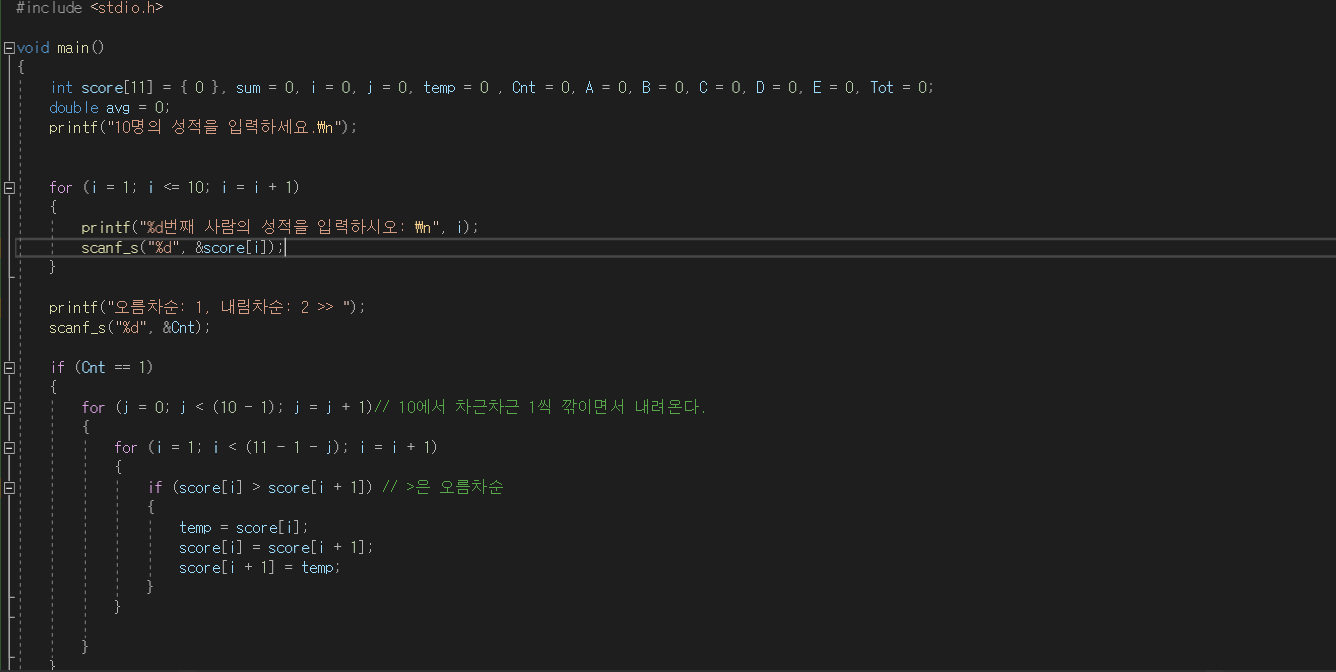 #include <stdio.h>
void main()
{
int score[11] = { 0 }, sum = 0, i = 0, j = 0, temp = 0 , Cnt = 0, A = 0, B = 0, C = 0, D = 0, E = 0, Tot = 0;
double avg = 0;
printf("10명의 성적을 입력하세요.₩n");
for (i = 1; i <= 10; i = i + 1)
{
printf("%d번째 사람의 성적을 입력하시오: ₩n", i);
scanf_s("%d", &score[i]);
}
printf("오름차순: 1, 내림차순: 2 >> ");
scanf_s("%d", &Cnt);
if (Cnt == 1)
{
for (j = 0; j < (10 - 1); j = j + 1)// 10에서 차근차근 1씩 깎이면서 내려온다.
{
for (i = 1; i < (11 - 1 - j); i = i + 1)
{
if (score[i] > score[i + 1]) // >은 오름차순
{
temp = score[i];
score[i] = score[i + 1];
score[i + 1] = temp;
}
}
}
}